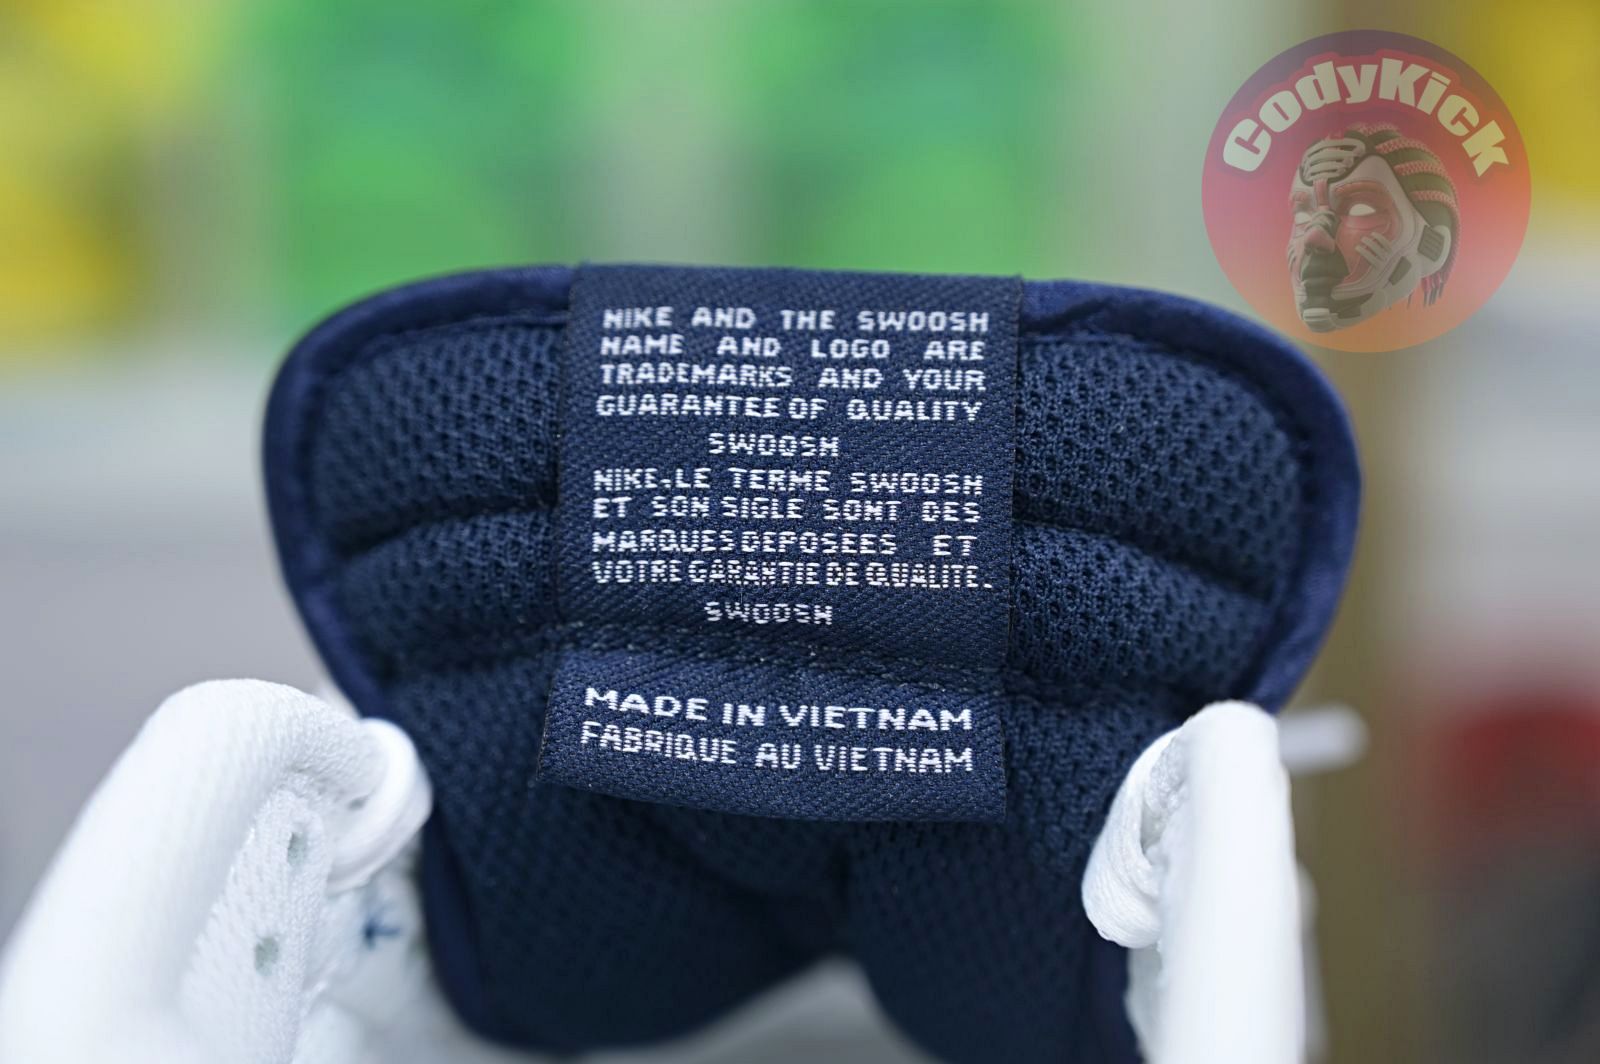 CodyKick
NIKE AND THE SWOOSH
NAME AND LOGO ARE
TRADEMARKS AND YOUR
GUARANTEE OF QUALITY
SWOOSH
NIKE.LE TERME SWOOSH
ET SON SIGLE SONT DES
MARQUES DEPOSEES ET
VOTRE GARANTIE DE QUALITE.
SWOOSH
MADE IN VIETNAM
FABRIQUE AU VIETNAM